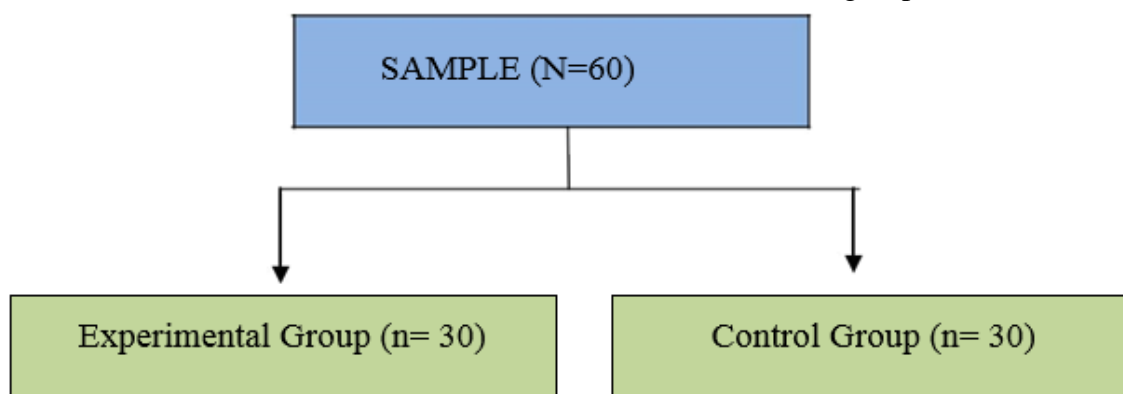 SAMPLE (N=60)
Experimental Group (n= 30)
Control Group (n= 30)